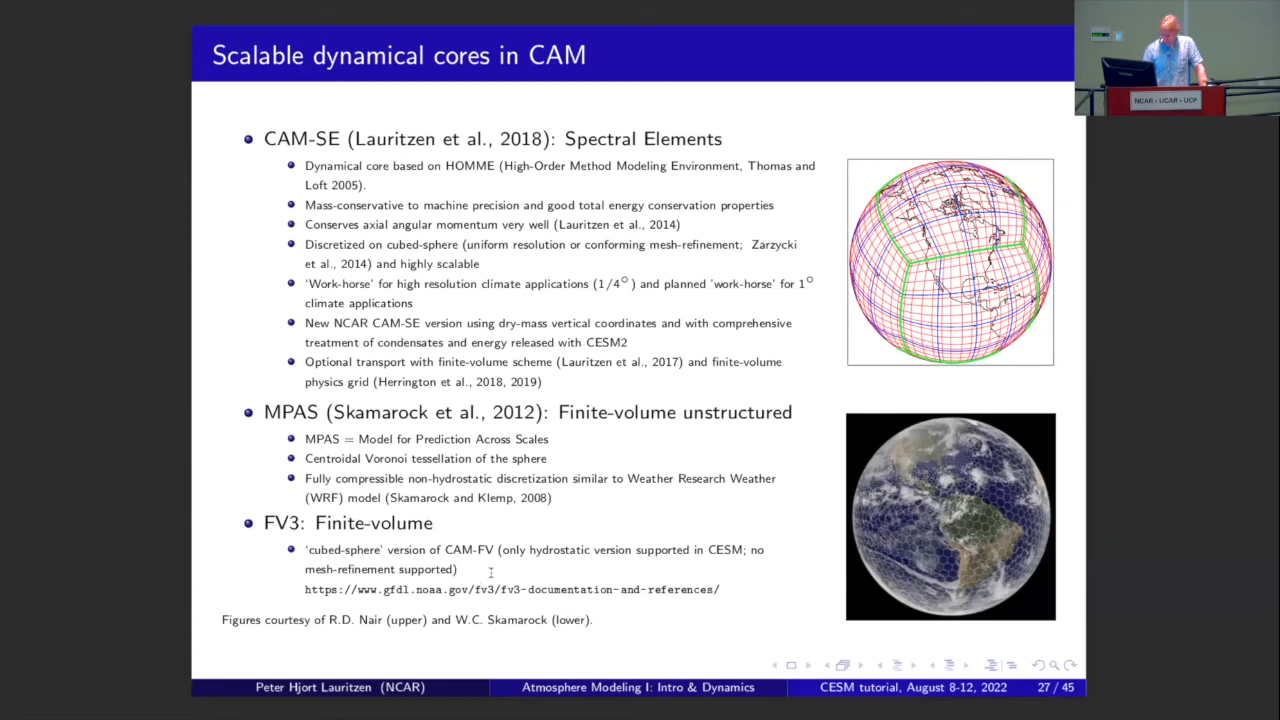 Scalable dynamical cores in CAM
NCAR • UCAR • UCP
CAM-SE (Lauritzen et al., 2018): Spectral Elements
Dynamical core based on HOMME (High-Order Method Modeling Environment, Thomas and
Loft 2005).
Mass-conservative to machine precision and good total energy conservation properties
Conserves axial angular momentum very well (Lauritzen et al., 2014)
Discretized on cubed-sphere (uniform resolution or conforming mesh-refinement; Zarzycki
et al., 2014) and highly scalable
'Work-horse' for high resolution climate applications (1/4°) and planned 'work-horse' for 1°
climate applications
New NCAR CAM-SE version using dry-mass vertical coordinates and with comprehensive
treatment of condensates and energy released with CESM2
Optional transport with finite-volume scheme (Lauritzen et al., 2017) and finite-volume
physics grid (Herrington et al., 2018, 2019)
MPAS (Skamarock et al., 2012): Finite-volume unstructured
MPAS = Model for Prediction Across Scales
Centroidal Voronoi tessellation of the sphere
Fully compressible non-hydrostatic discretization similar to Weather Research Weather
(WRF) model (Skamarock and Klemp, 2008)
FV3: Finite-volume
'cubed-sphere' version of CAM-FV (only hydrostatic version supported in CESM; no
mesh-refinement supported)
https://www.gfdl.noaa.gov/fv3/fv3-documentation-and-references/
Figures courtesy of R.D. Nair (upper) and W.C. Skamarock (lower).
Peter Hjort Lauritzen (NCAR)
Atmosphere Modeling I: Intro & Dynamics
CESM tutorial, August 8-12, 2022
27 / 45